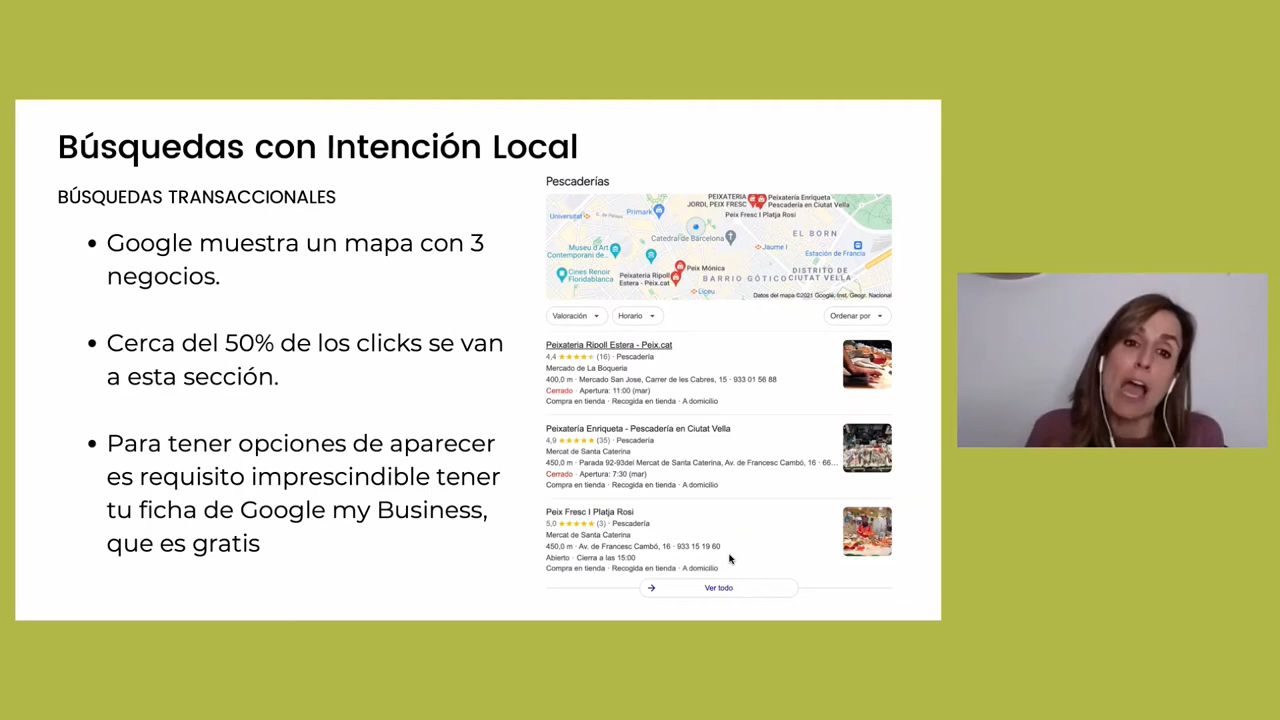 Búsquedas con Intención Local
BÚSQUEDAS TRANSACCIONALES
• Google muestra un mapa con 3
negocios.
• Cerca del 50% de los clicks se van
a esta sección.
• Para tener opciones de aparecer
es requisito imprescindible tener
tu ficha de Google my Business,
que es gratis
Pescaderías
PEIXATERIA
JORDI, PEIX FRESC
Peixatería Enriqueta
Pescadería en Ciutat Vella
Peix Fresc I Platja Rosi
Universitat
C. de Pelai
Primark
Catedral de Barcelona
EL BORN
Jaume I
Estación de Francia
Museu d'Art
Contemporani de...
Cines Renoir
Floridablanca
Peixateria Ripoll
Estera - Peix.cat
Peix Mónica
BARRIO GÓTICO
DISTRITO DE
CIUTAT VELLA
Liceu
Datos del mapa ©2021 Google, Inst. Geogr. Nacional
Valoración
Horario
Ordenar por
Peixateria Ripoll Estera - Peix.cat
4,4 (16) · Pescadería
Mercado de La Boqueria
400,0 m · Mercado San Jose, Carrer de les Cabres, 15 · 933 01 56 88
Cerrado · Apertura: 11:00 (mar)
Compra en tienda · Recogida en tienda · A domicilio
Peixatería Enriqueta - Pescadería en Ciutat Vella
4,9 (35) · Pescadería
Mercat de Santa Caterina
450,0 m · Parada 92-93del Mercat de Santa Caterina, Av. de Francesc Cambó, 16 · 66...
Cerrado · Apertura: 7:30 (mar)
Compra en tienda · Recogida en tienda · A domicilio
Peix Fresc I Platja Rosi
5,0 (3) · Pescadería
Mercat de Santa Caterina
450,0 m · Av. de Francesc Cambó, 16 · 933 15 19 60
Abierto · Cierra a las 15:00
Compra en tienda · Recogida en tienda · A domicilio
Ver todo